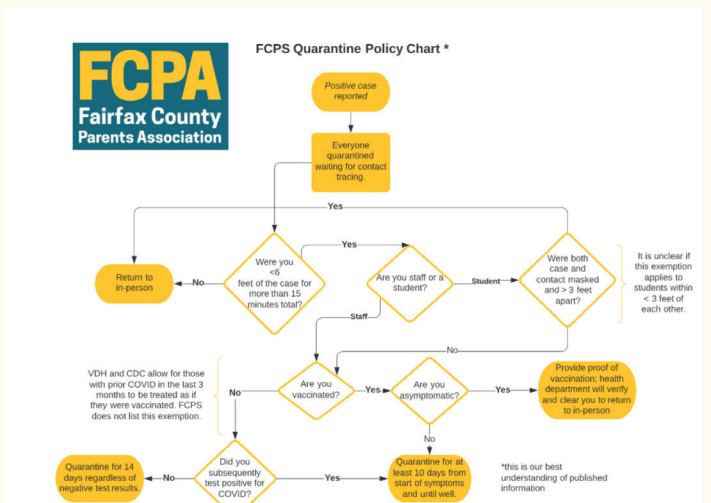 FCPA
Fairfax County
Parents Association
FCPS Quarantine Policy Chart *
Positive case
reported
Everyone
quarantined
waiting for contact
tracing.
Yes
Return to
in-person
No
Were you
<6
feet of the case for
more than 15
minutes total?
Yes
Are you staff or a
student?
Student
Were both
case and
contact masked
and > 3 feet
apart?
It is unclear if
this exemption
applies to
students within
< 3 feet of
each other.
Staff
No
VDH and CDC allow for those
with prior COVID in the last 3
months to be treated as if
they were vaccinated. FCPS
does not list this exemption.
No
Are you
vaccinated?
Yes
Are you
asymptomatic?
Yes
Provide proof of
vaccination; health
department will verify
and clear you to return
to in-person
No
Quarantine for 14
days regardless of
negative test results.
No
Did you
subsequently
test positive for
COVID?
Yes
Quarantine for at
least 10 days from
start of symptoms
and until well.
*this is our best
understanding of published
information